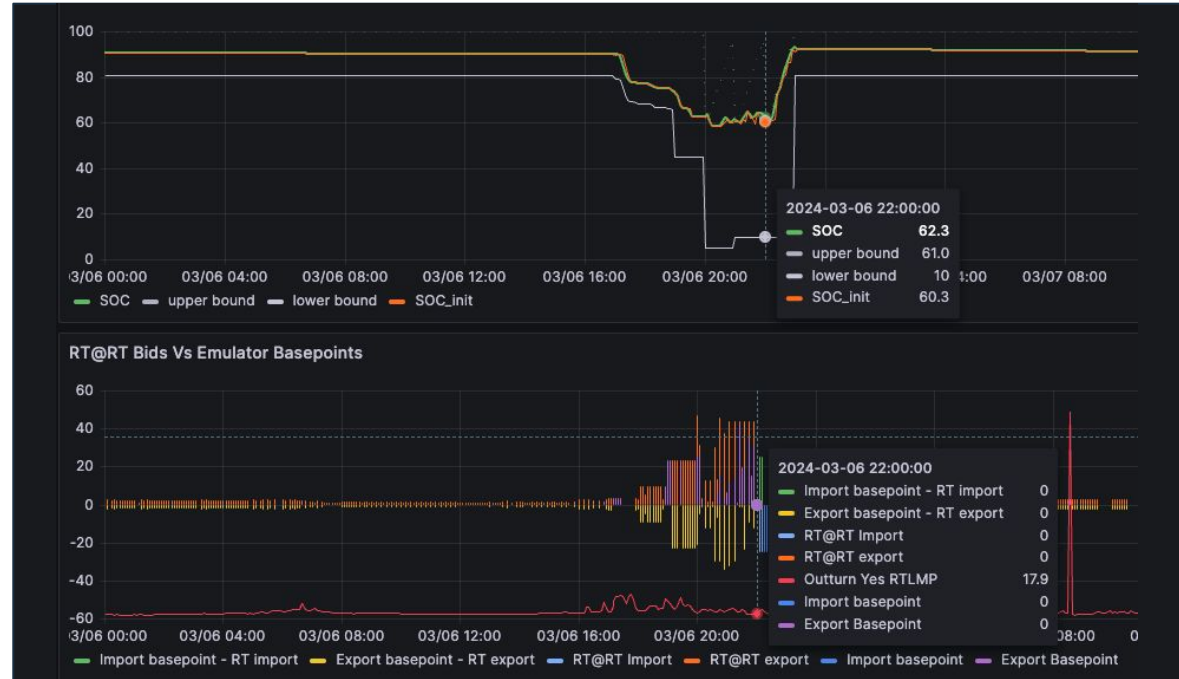 100
80
60
40
20
0
3/06 00:00 03/06 04:00 03/06 08:00 03/06 12:00 03/06 16:00 03/06 20:00 4:00 03/07 08:00
SOC upper bound lower bound SOC_init
2024-03-06 22:00:00
SOC 62.3
upper bound 61.0
lower bound 10
SOC_init 60.3
RT@RT Bids Vs Emulator Basepoints
60
40
20
0
-20
-40
-60
3/06 00:00 03/06 04:00 03/06 08:00 03/06 12:00 03/06 16:00 03/06 20:00 08:00 0
2024-03-06 22:00:00
Import basepoint - RT import 0
Export basepoint - RT export 0
RT@RT Import 0
RT@RT export 0
Outturn Yes RTLMP 17.9
Import basepoint 0
Export Basepoint 0
Import basepoint - RT import Export basepoint - RT export RT@RT Import RT@RT export Import basepoint Export Basepoint